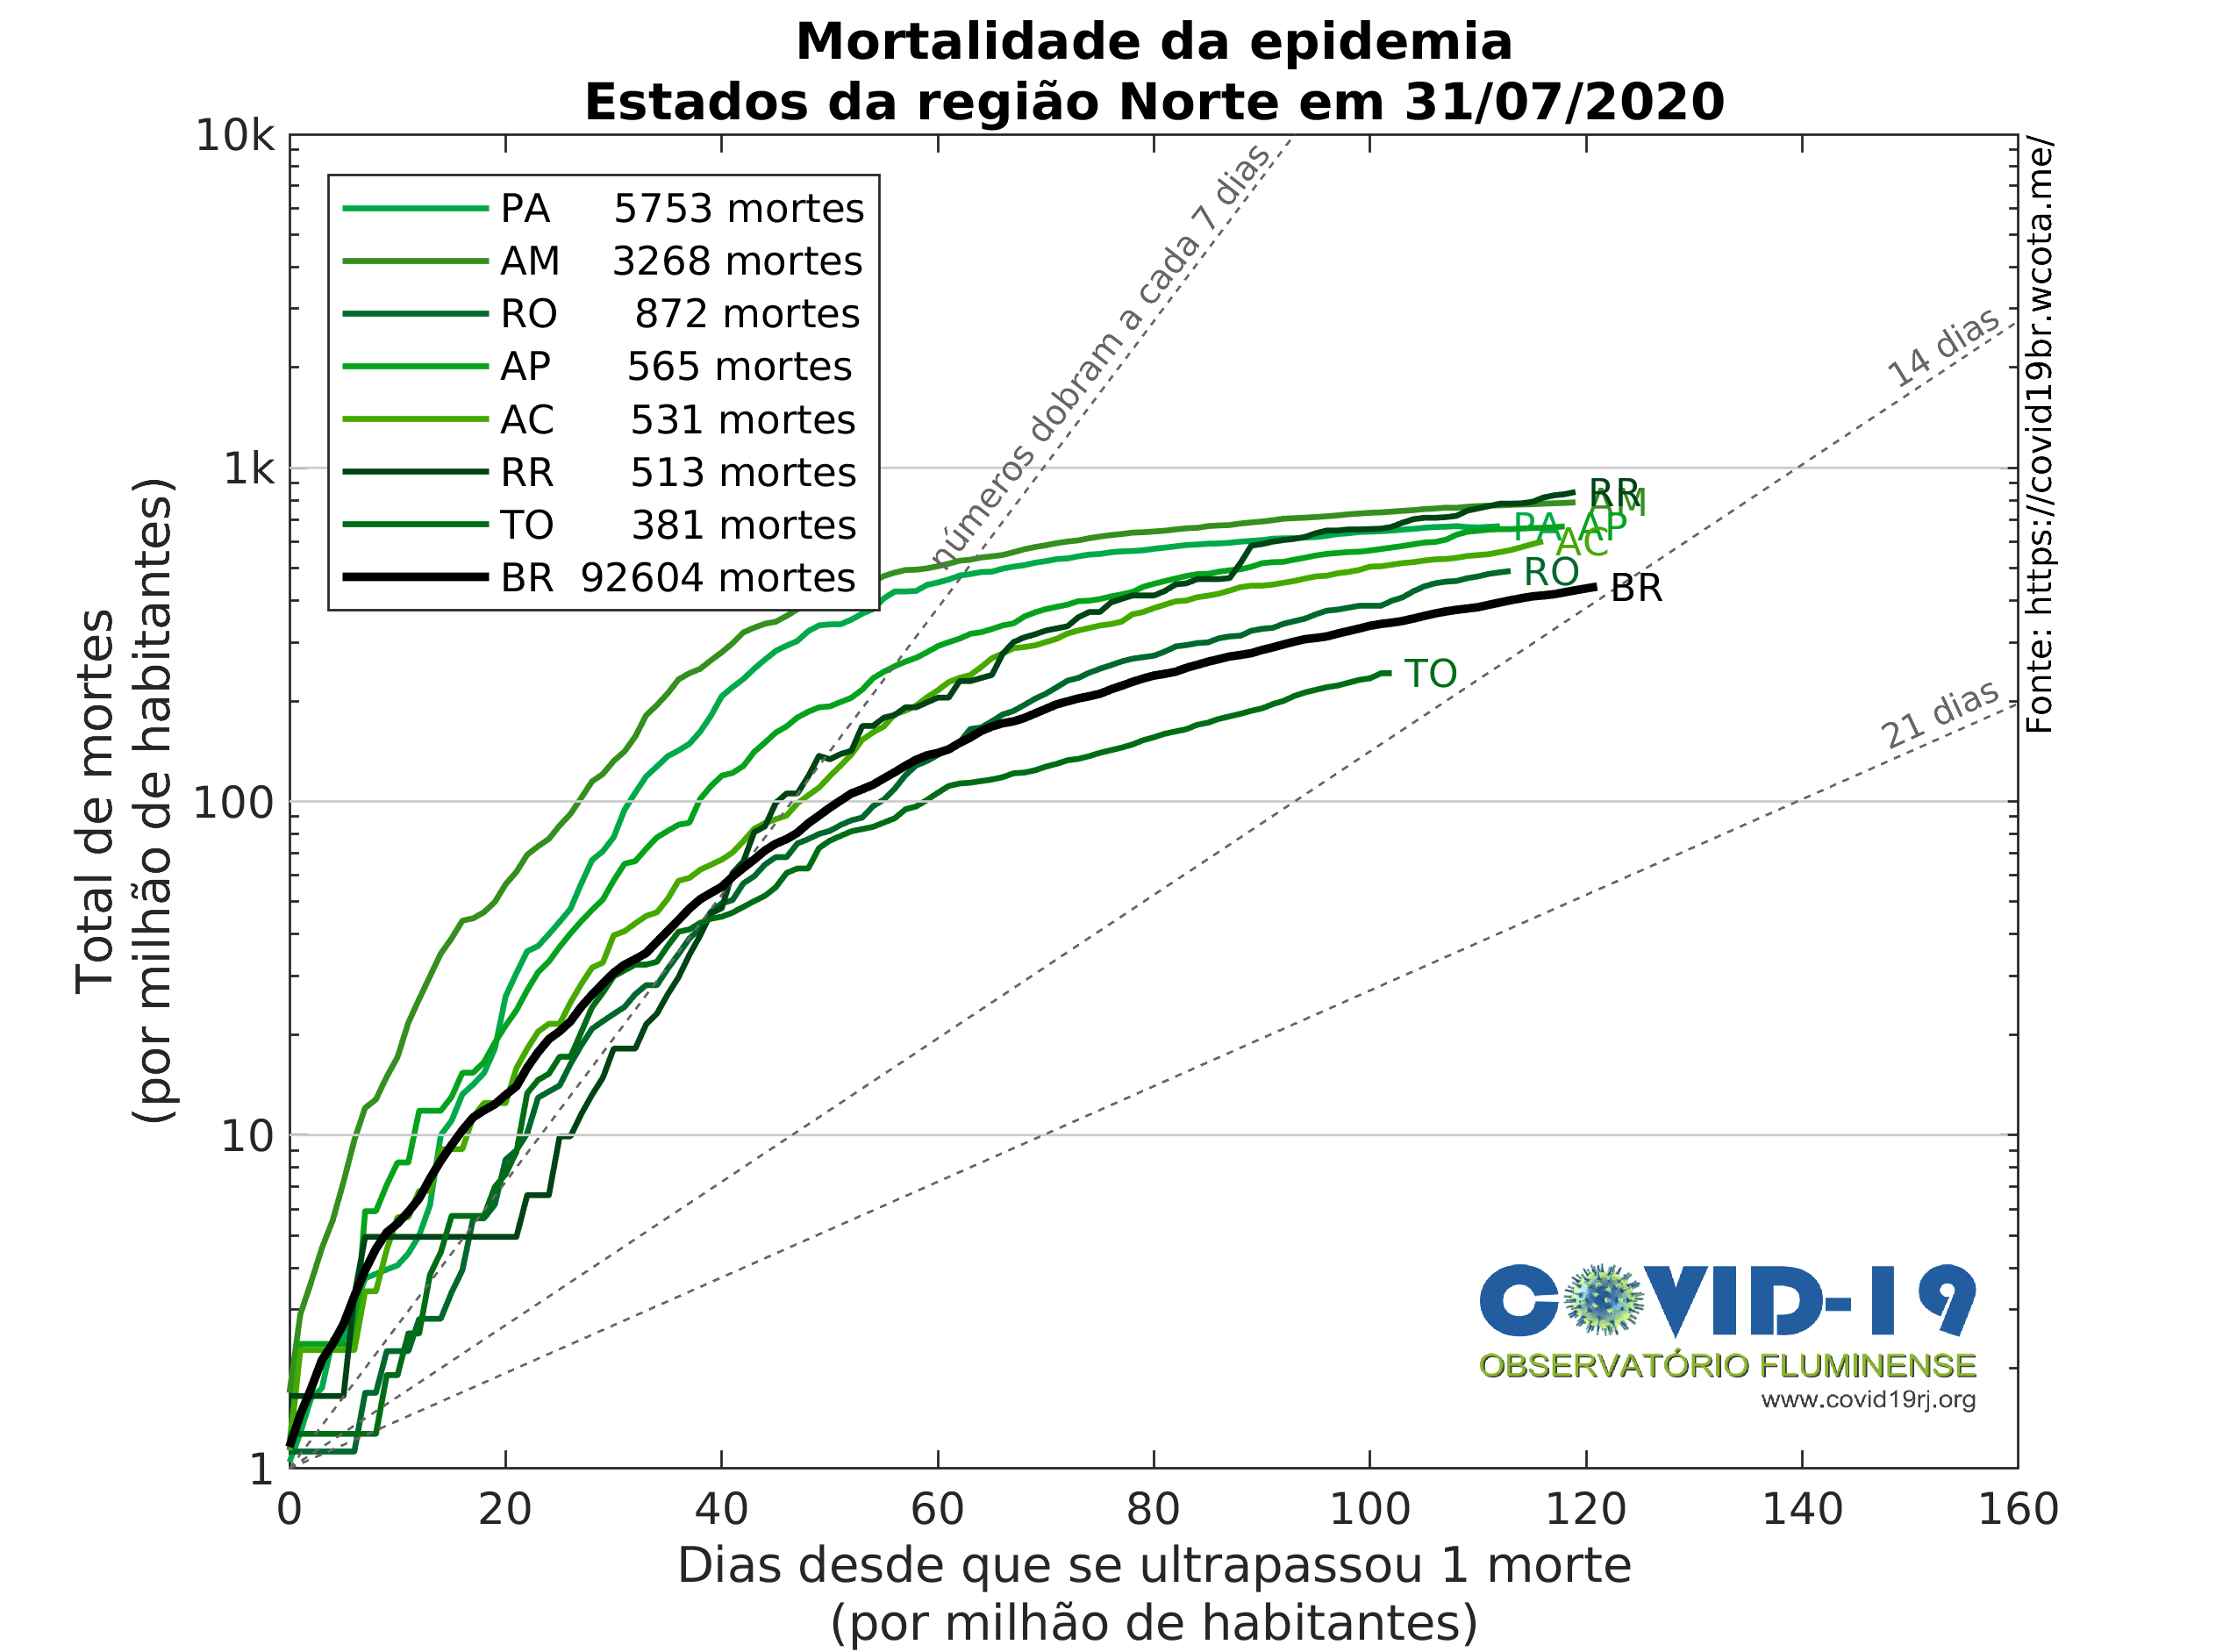 Mortalidade da epidemia
Estados da região Norte em 31/07/2020
10k
1k
100
10
1
Total de mortes
(por milhão de habitantes)
PA 5753 mortes
AM 3268 mortes
RO 872 mortes
AP 565 mortes
AC 531 mortes
RR 513 mortes
TO 381 mortes
BR 92604 mortes
números dobram a cada 7 dias
14 dias
21 dias
RR
AM
PA
AP
AC
RO
BR
TO
Fonte: https://covid19br.wcota.me/
COVID-19
OBSERVATÓRIO FLUMINENSE
www.covid19rj.org
0 20 40 60 80 100 120 140 160
Dias desde que se ultrapassou 1 morte
(por milhão de habitantes)